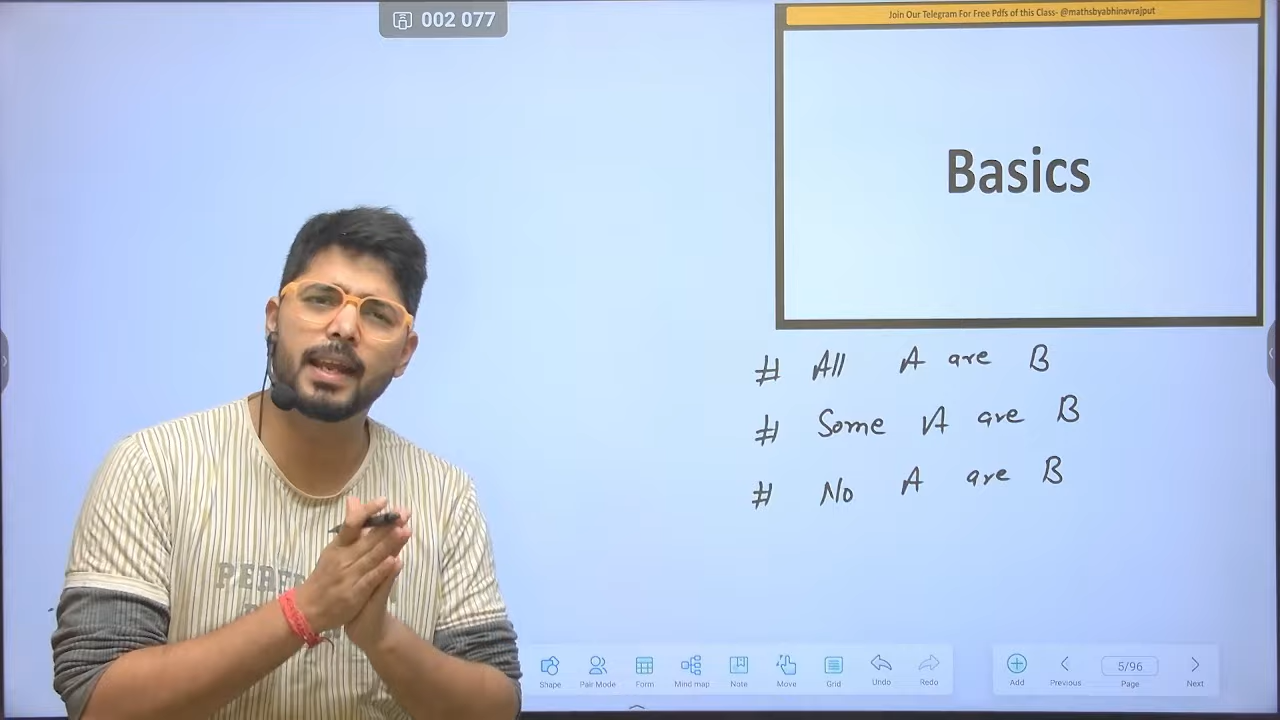 002 077
Join Our Telegram For Free Pdfs of this Class- @mathsbyabhinavrajput
Basics
# All A are B
# Some A are B
# No A are B
Shape Pair Mode Form Mind map Note Move Grid Undo Redo
Add Previous 5/96 Page Next